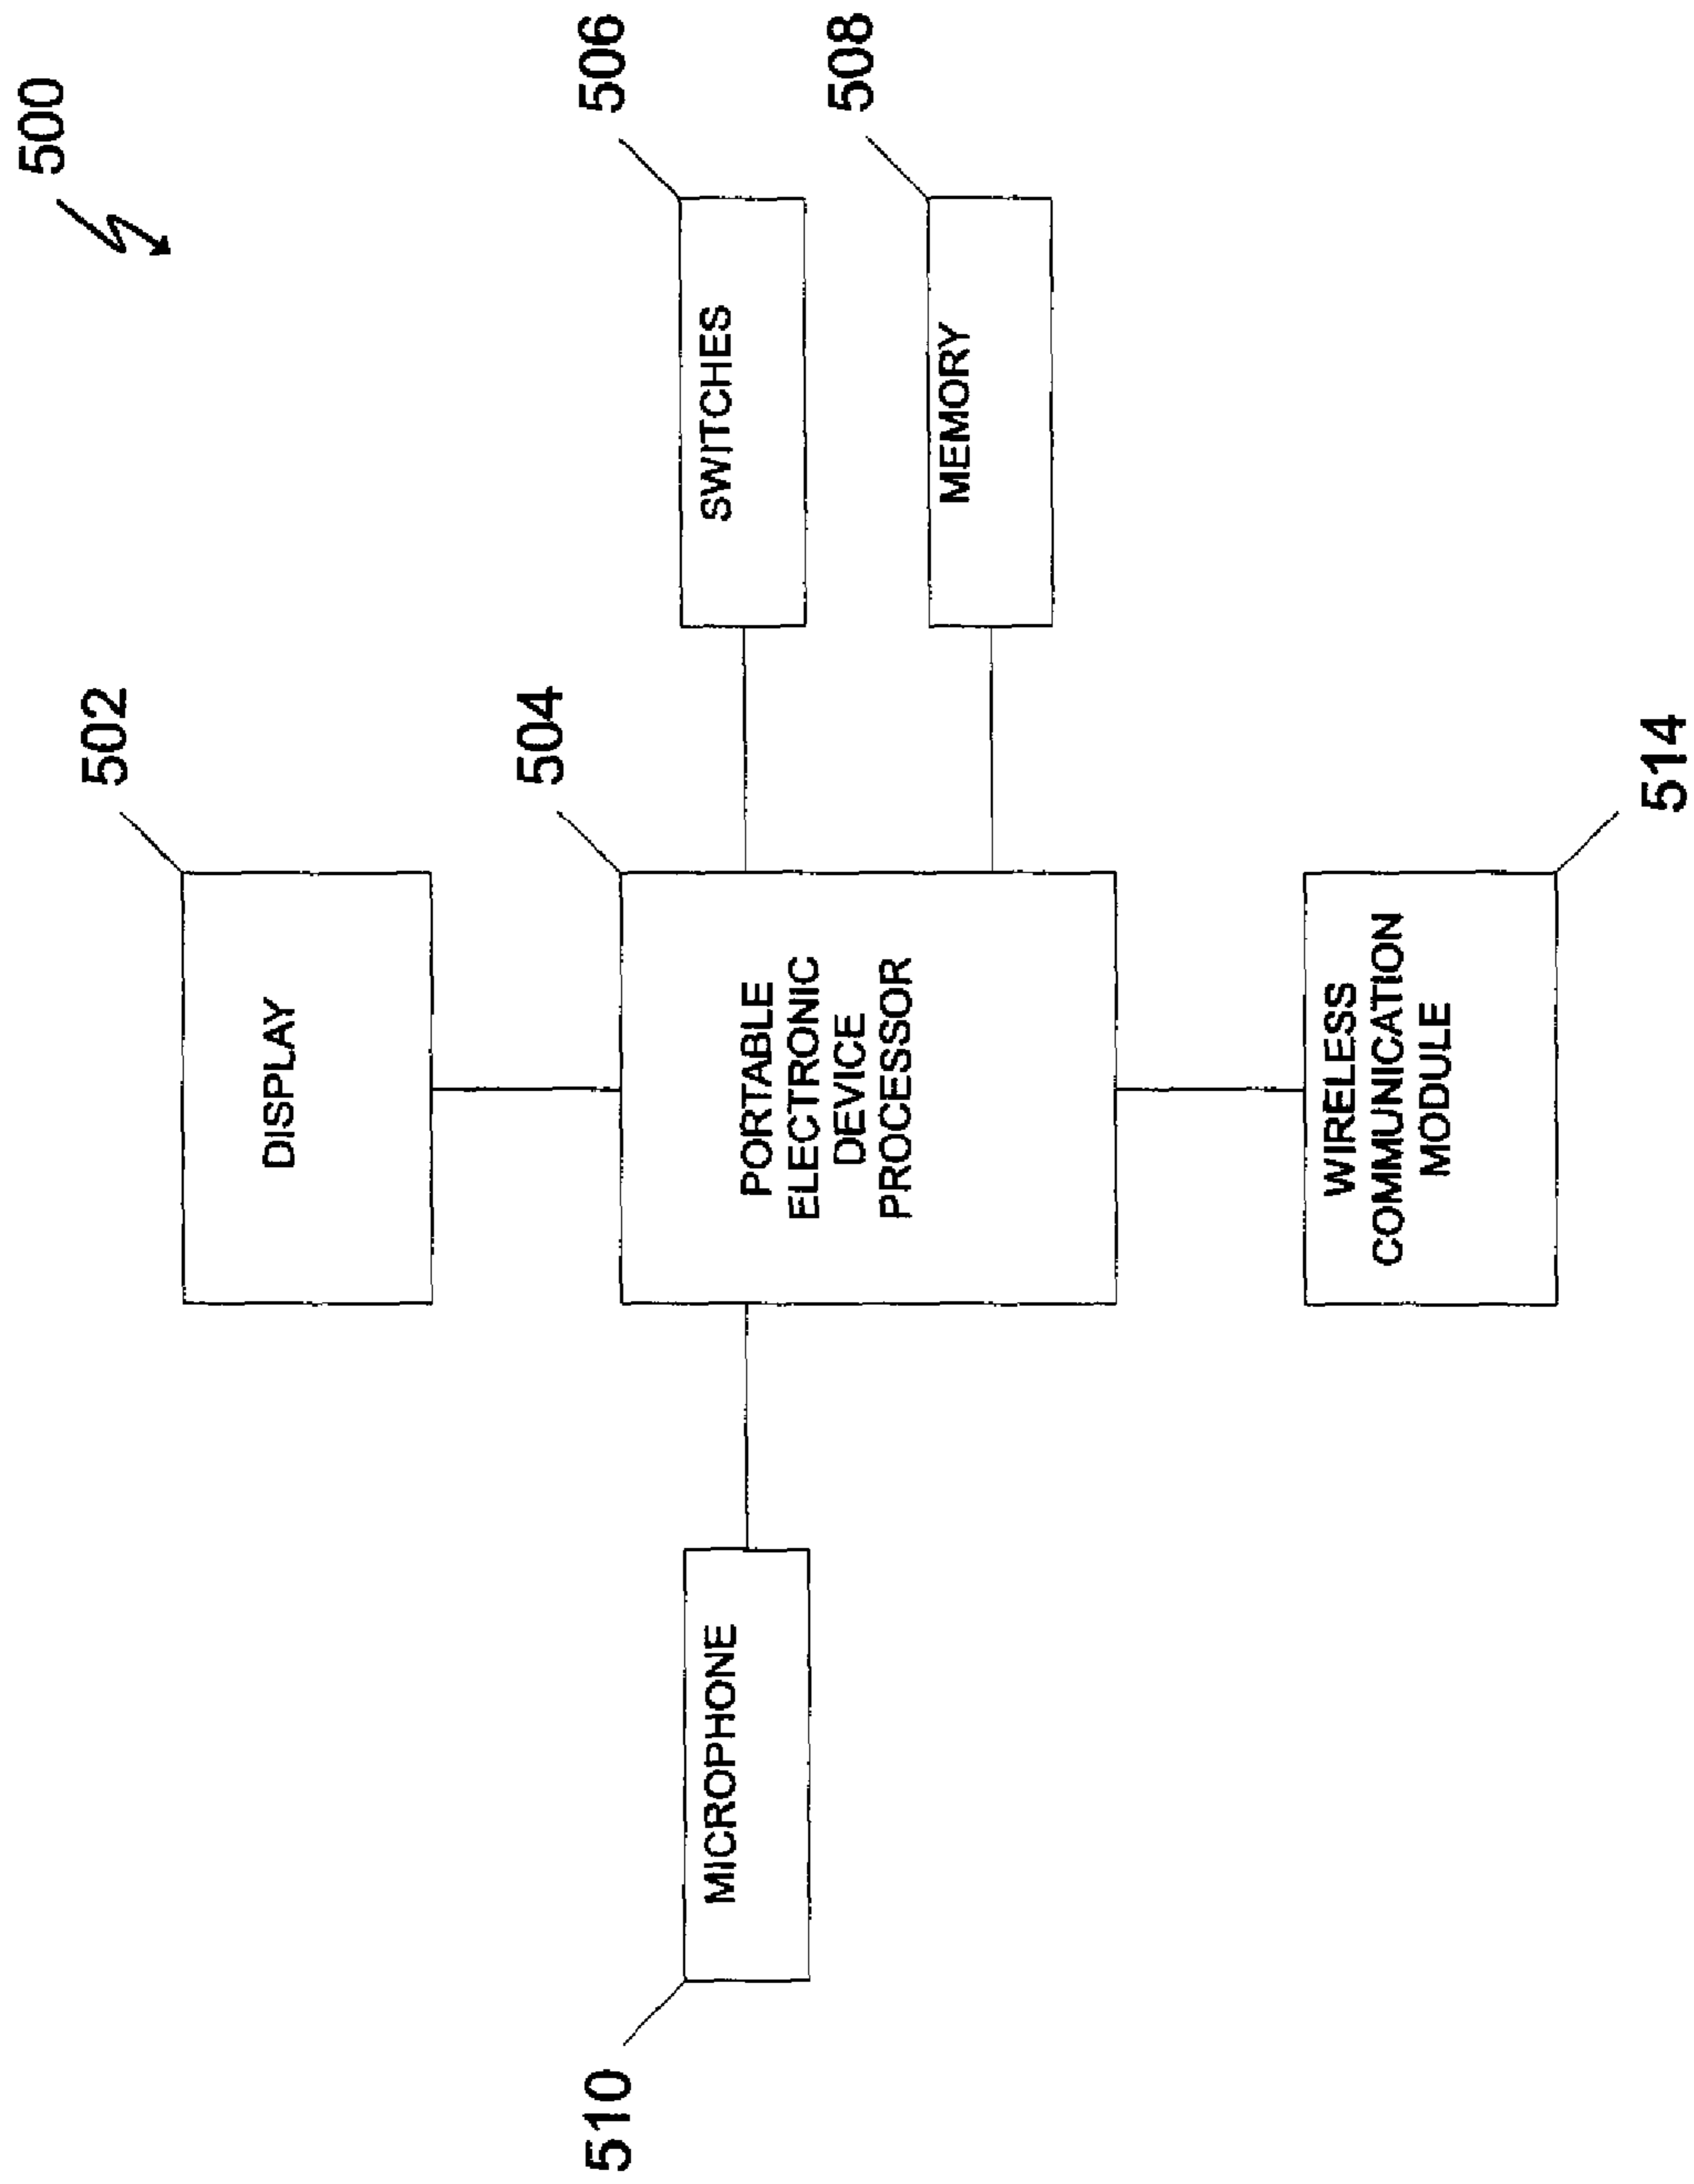 500
502
DISPLAY
504
PORTABLE
ELECTRONIC
DEVICE
PROCESSOR
506
SWITCHES
508
MEMORY
510
MICROPHONE
WIRELESS
COMMUNICATION
MODULE
514